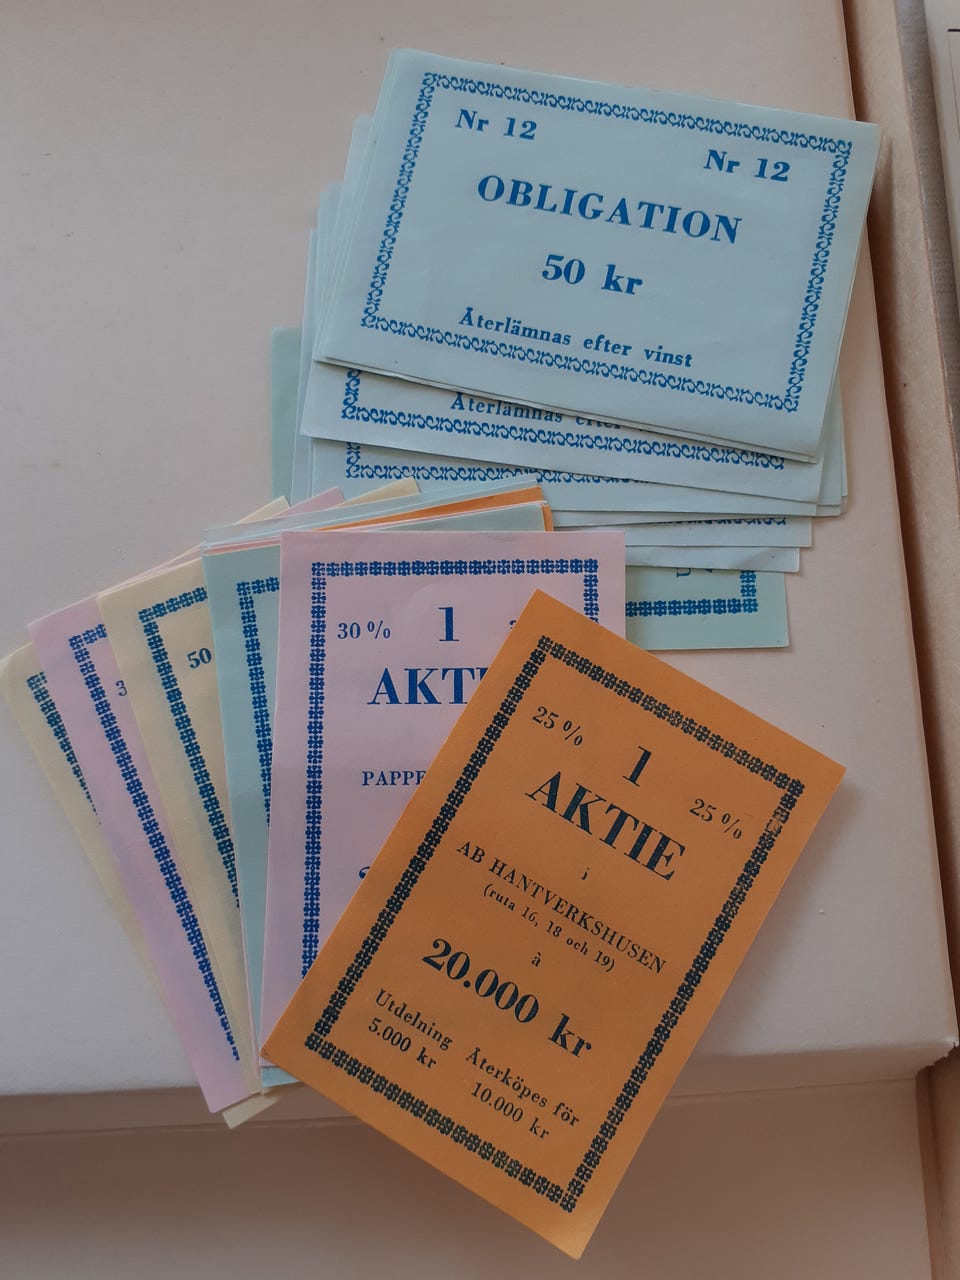 Nr 12
Nr 12
OBLIGATION
50 kr
Återlämnas efter vinst
Återlämnas
50
30 % 1
25 % 1 25 %
AKTIE
i
AB HANTVERKSHUSEN
(ruta 16, 18 och 19)
à
20.000 kr
Utdelning Återköpes för
5.000 kr 10.000 kr